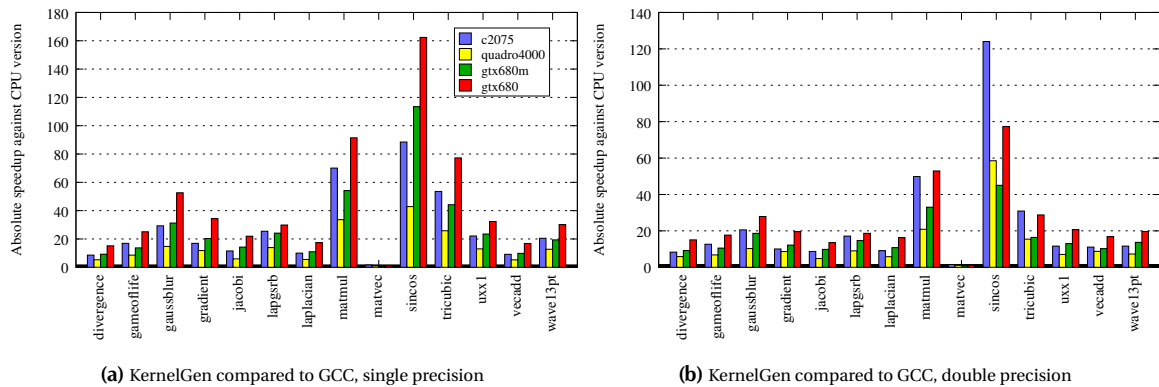 Absolute speedup against CPU version
180
160
140
120
100
80
60
40
20
0
c2075
quadro4000
gtx680m
gtx680
divergence
gameoflife
gaussblur
gradient
jacobi
lapgsrb
laplacian
matmul
matvec
sincos
tricubic
uxx1
vecadd
wave13pt
(a) KernelGen compared to GCC, single precision
Absolute speedup against CPU version
140
120
100
80
60
40
20
0
divergence
gameoflife
gaussblur
gradient
jacobi
lapgsrb
laplacian
matmul
matvec
sincos
tricubic
uxx1
vecadd
wave13pt
(b) KernelGen compared to GCC, double precision